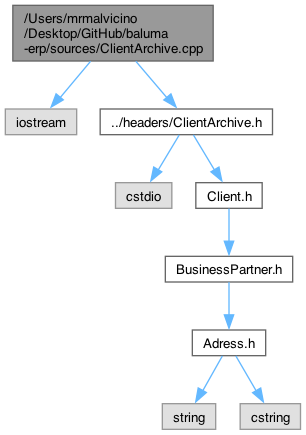 /Users/mrmalvicino
/Desktop/GitHub/baluma
-erp/sources/ClientArchive.cpp
iostream
../headers/ClientArchive.h
cstdio
Client.h
BusinessPartner.h
Adress.h
string
cstring